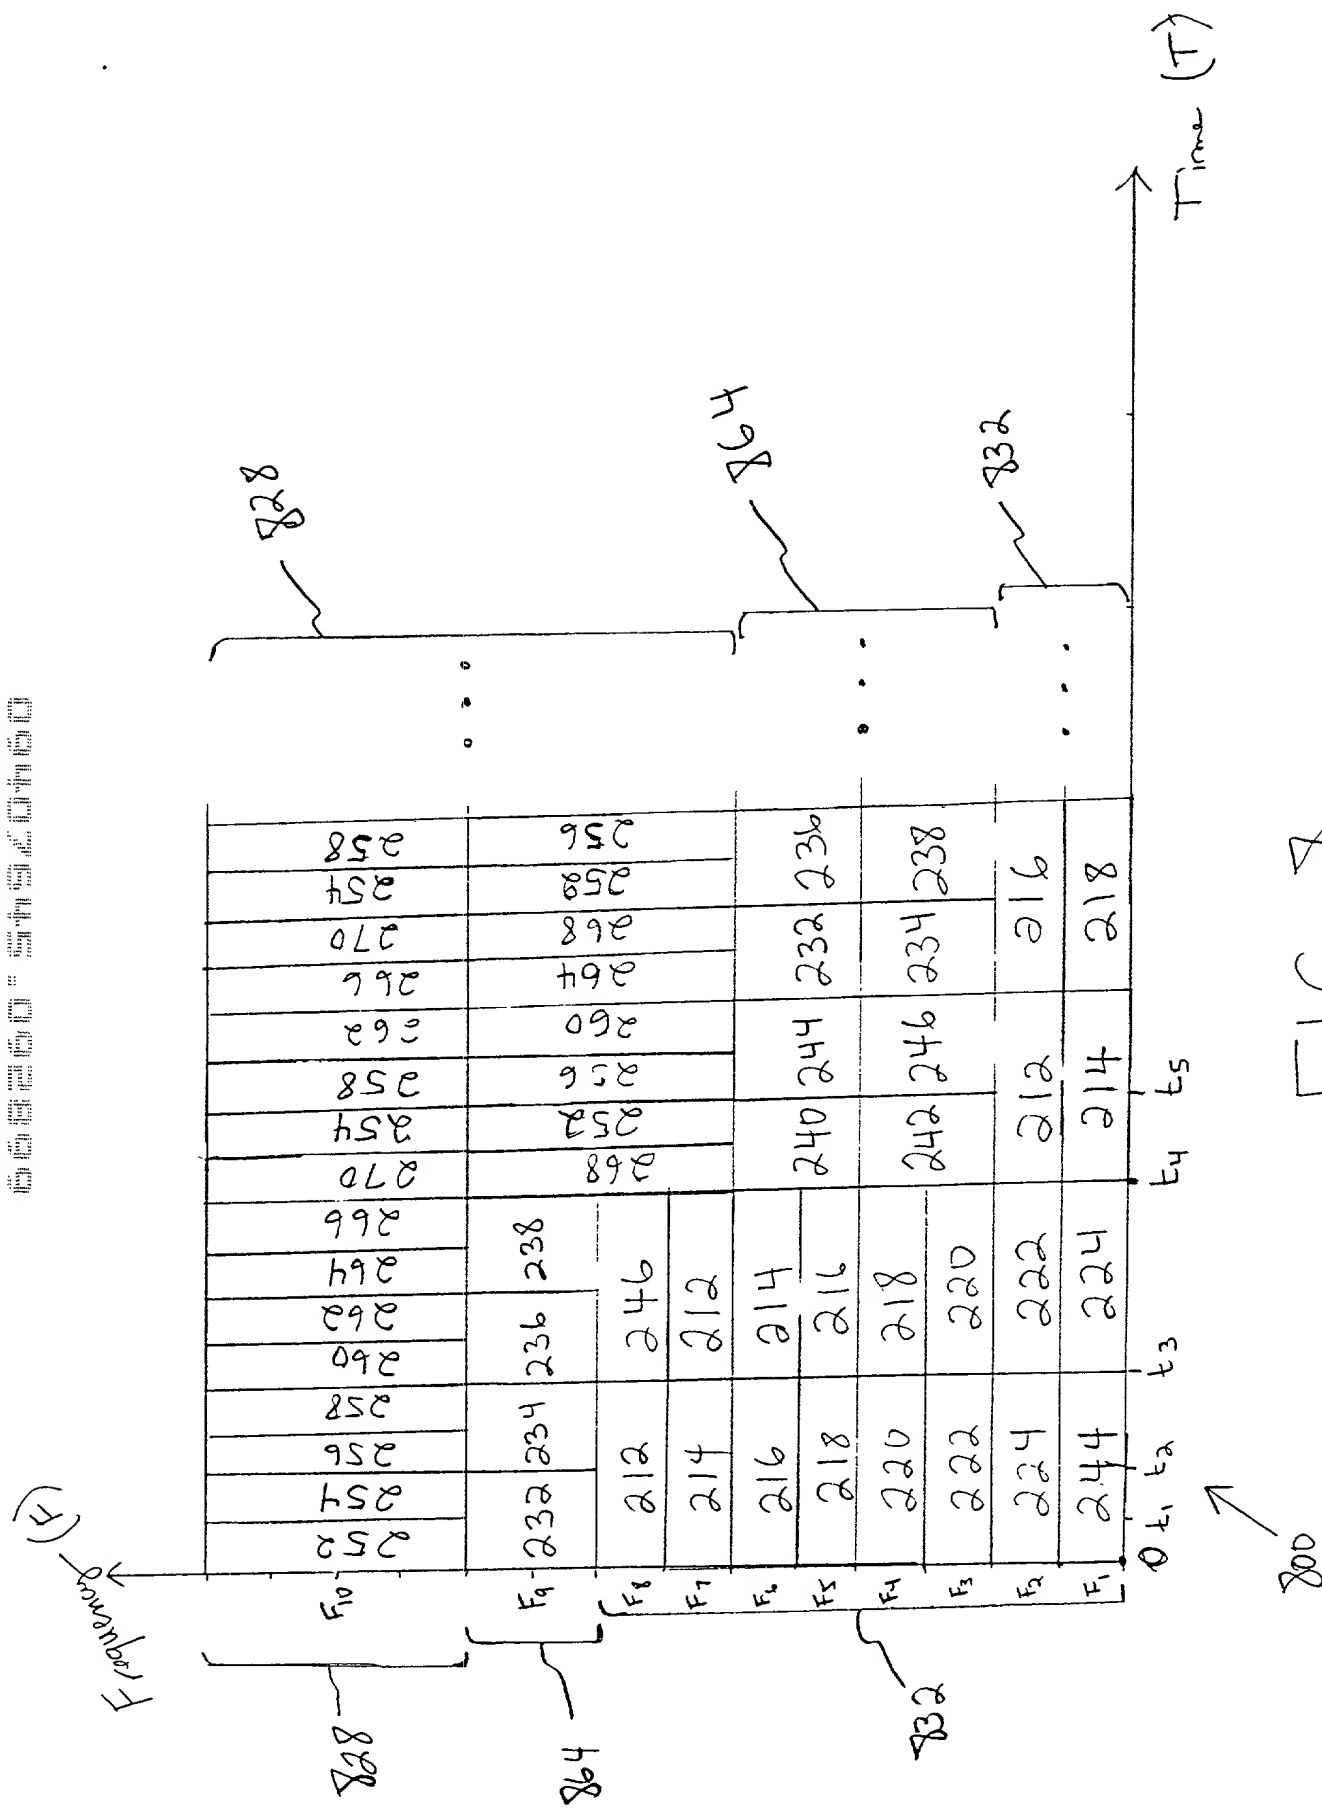 Frequency (F)
828
828
F10 252 254 256 258 260 262 264 266 270 254 258 262 266 270 254 258
864
F9 232 234 236 238 268 252 256 260 264 268 252 256
864
F8 212 246
F7 214 212
F6 216 214
240 244 232 236
F5 218 216
F4 220 218
242 246 234 238
F3 222 220
832
832
F2 224 222 212 216
F1 244 224 214 218
0 t1 t2 t3 t4 t5
Time (T)
800